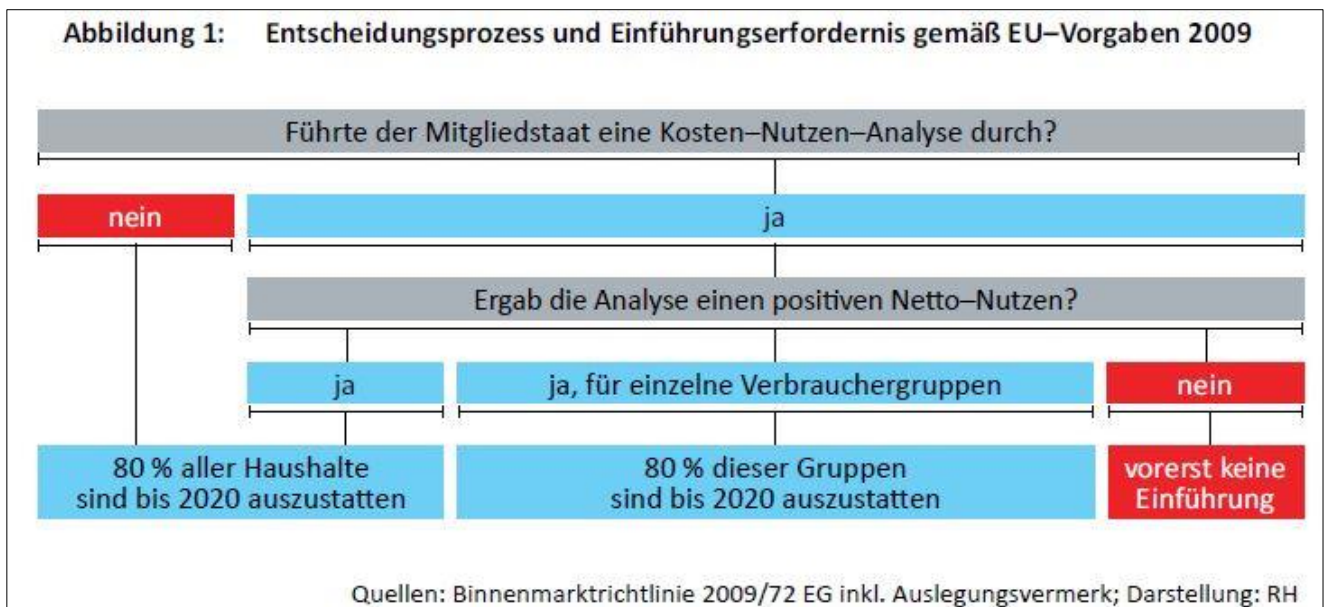 Abbildung 1: Entscheidungsprozess und Einführungserfordernis gemäß EU–Vorgaben 2009
Führte der Mitgliedstaat eine Kosten–Nutzen–Analyse durch?
nein
ja
Ergab die Analyse einen positiven Netto–Nutzen?
ja
ja, für einzelne Verbrauchergruppen
nein
80 % aller Haushalte
sind bis 2020 auszustatten
80 % dieser Gruppen
sind bis 2020 auszustatten
vorerst keine
Einführung
Quellen: Binnenmarktrichtlinie 2009/72 EG inkl. Auslegungsvermerk; Darstellung: RH